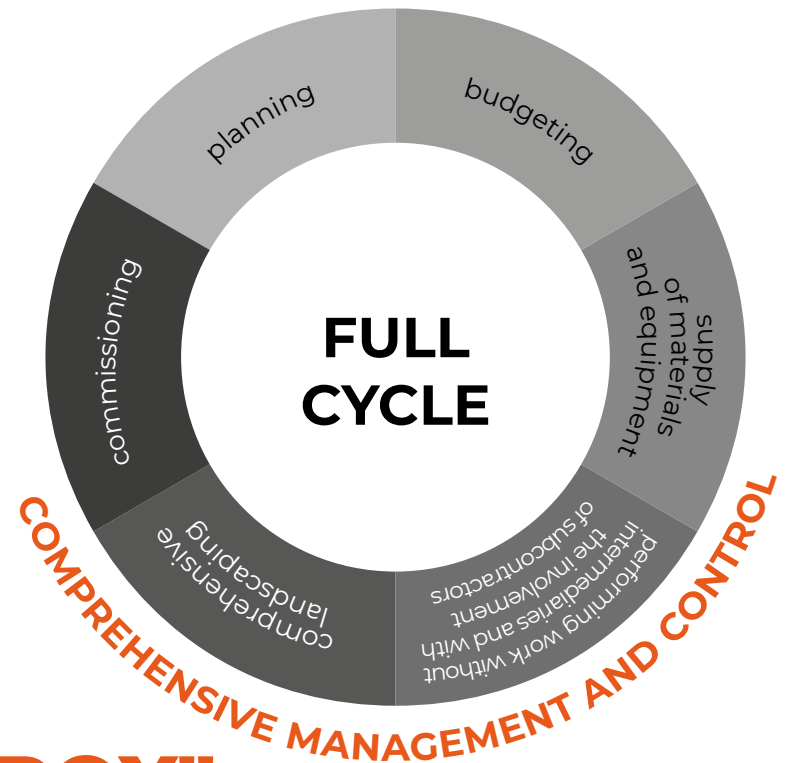 planning
budgeting
supply
of materials
and equipment
performing work without
intermediaries and with
the involvement
of subcontractors
comprehensive
landscaping
commissioning
FULL
CYCLE
COMPREHENSIVE MANAGEMENT AND CONTROL